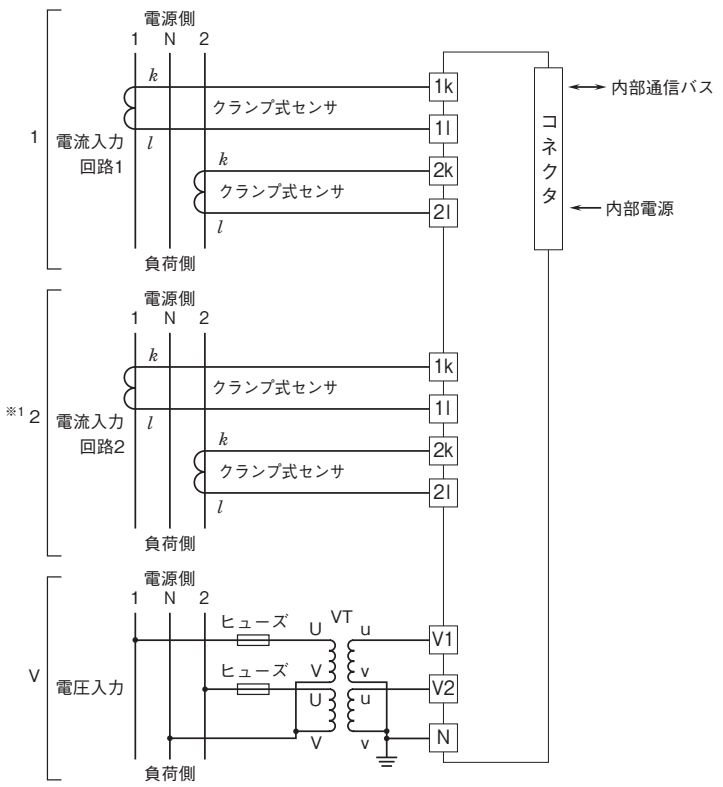 電源側
1 N 2
k
1k
内部通信バス
クランプ式センサ
1
電流入力
回路1
l
1l
コネクタ
k
2k
クランプ式センサ
内部電源
l
2l
負荷側
電源側
1 N 2
k
1k
クランプ式センサ
※1 2
電流入力
回路2
l
1l
k
2k
クランプ式センサ
l
2l
負荷側
電源側
1 N 2
ヒューズ
U VT u
V1
ヒューズ
V v
V
電圧入力
U u
V2
V v
N
負荷側